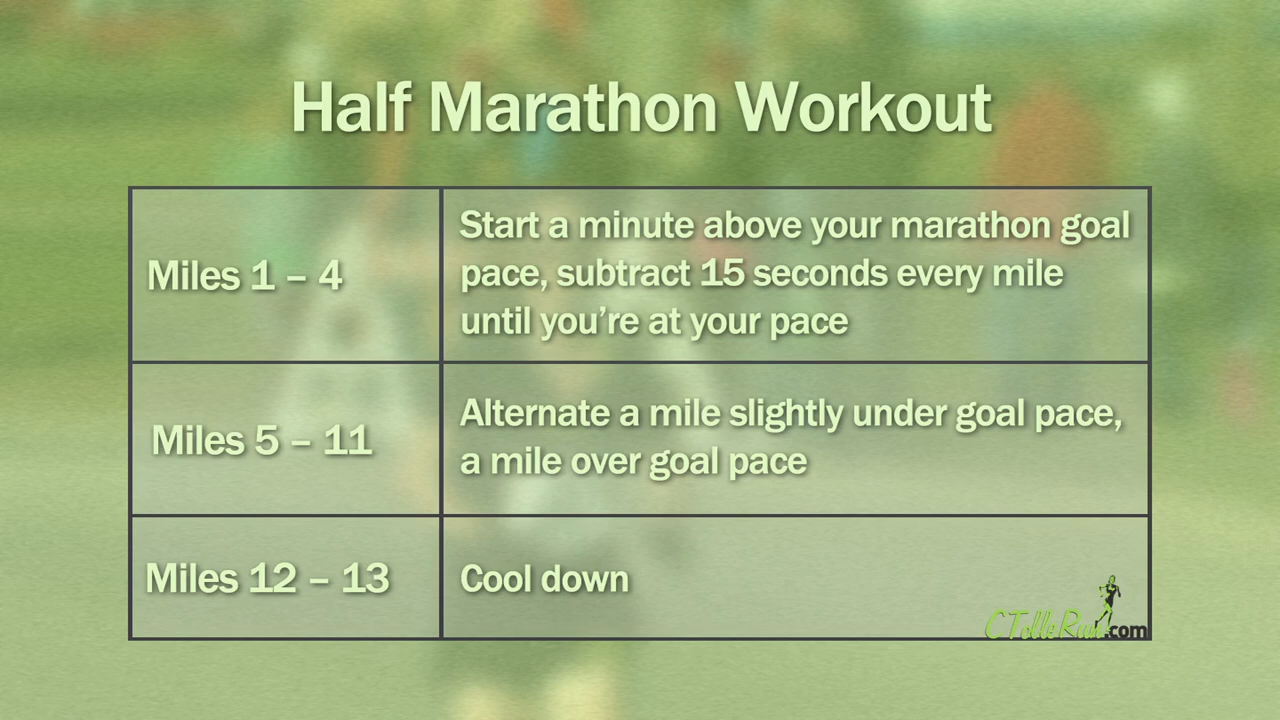 Half Marathon Workout
Miles 1 – 4
Start a minute above your marathon goal
pace, subtract 15 seconds every mile
until you’re at your pace
Miles 5 – 11
Alternate a mile slightly under goal pace,
a mile over goal pace
Miles 12 – 13
Cool down
CTolleRun.com